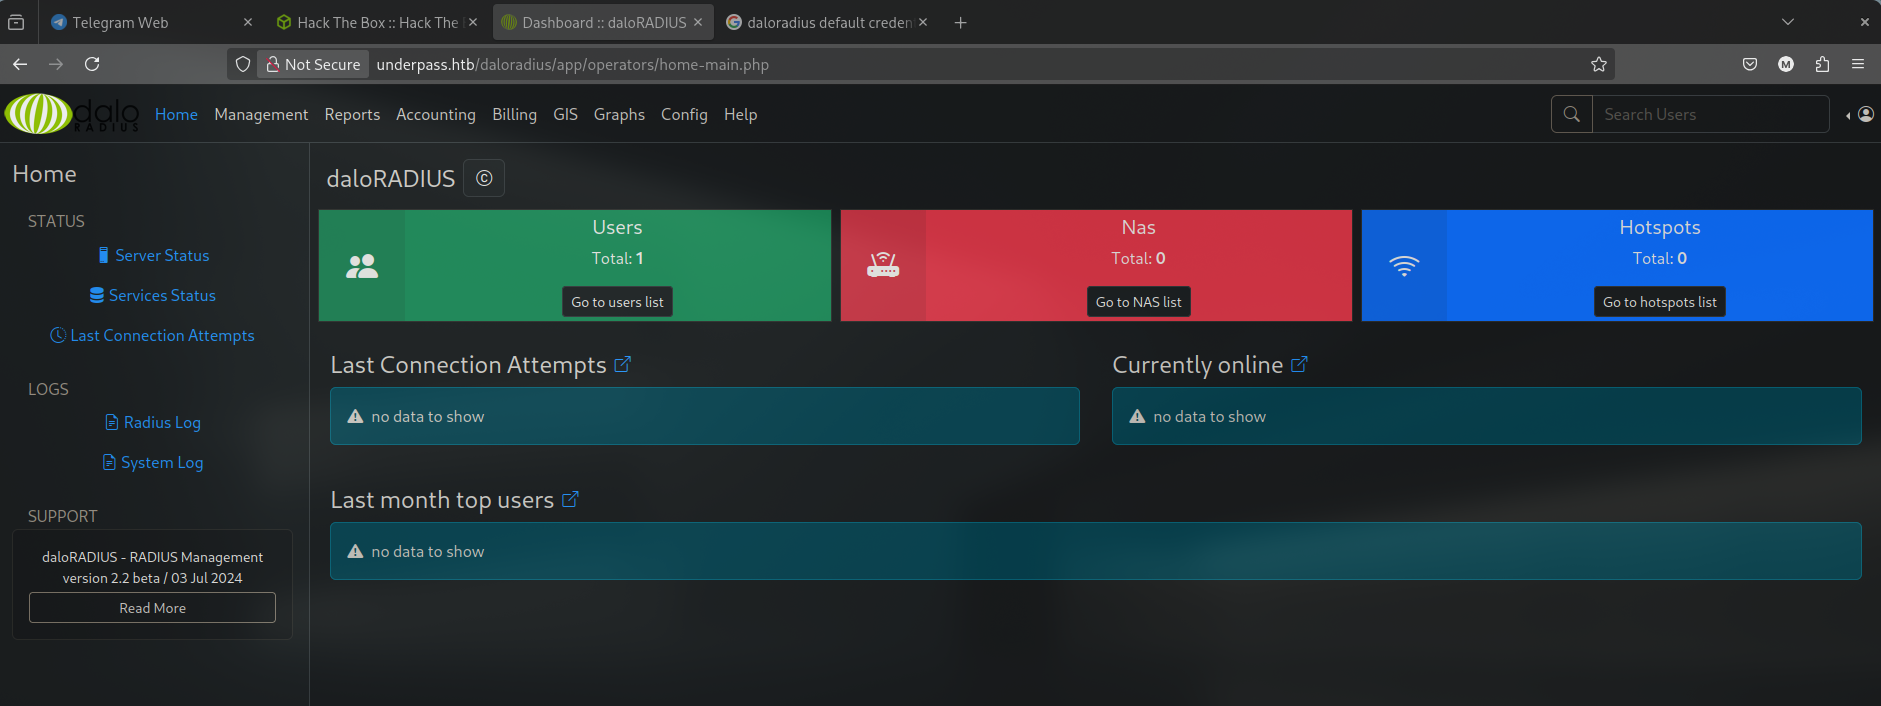 Telegram Web
Hack The Box :: Hack The
Dashboard :: daloRADIUS
daloradius default creden
Not Secure
underpass.htb/daloradius/app/operators/home-main.php
M
dalo
RADIUS
Home Management Reports Accounting Billing GIS Graphs Config Help
Search Users
Home
STATUS
Server Status
Services Status
Last Connection Attempts
LOGS
Radius Log
System Log
SUPPORT
daloRADIUS - RADIUS Management
version 2.2 beta / 03 Jul 2024
Read More
daloRADIUS ©
Users
Total: 1
Go to users list
Nas
Total: 0
Go to NAS list
Hotspots
Total: 0
Go to hotspots list
Last Connection Attempts
no data to show
Currently online
no data to show
Last month top users
no data to show